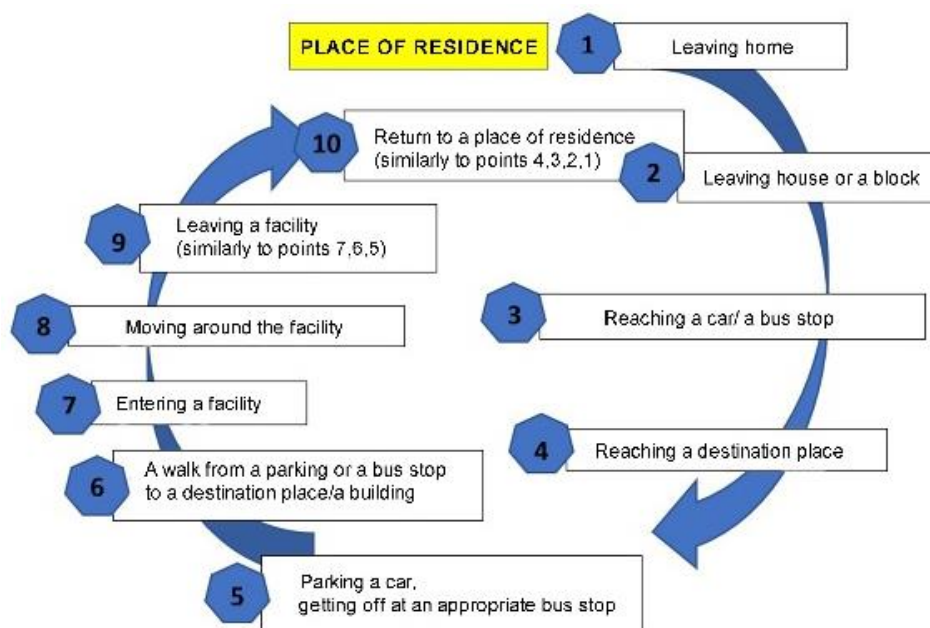 PLACE OF RESIDENCE
1
Leaving home
2
Leaving house or a block
3
Reaching a car/ a bus stop
4
Reaching a destination place
5
Parking a car,
getting off at an appropriate bus stop
6
A walk from a parking or a bus stop
to a destination place/a building
7
Entering a facility
8
Moving around the facility
9
Leaving a facility
(similarly to points 7,6,5)
10
Return to a place of residence
(similarly to points 4,3,2,1)